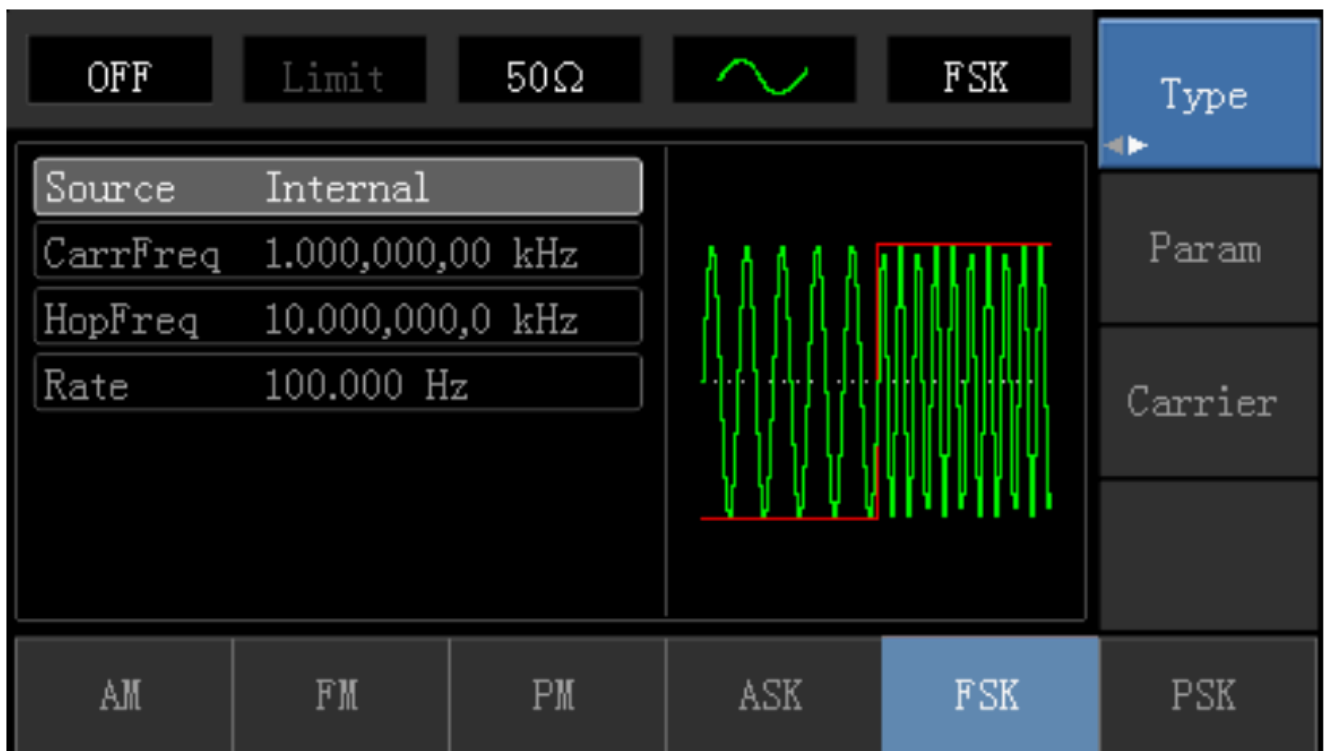 OFF Limit 50Ω FSK Type
Source Internal
CarrFreq 1.000,000,00 kHz
HopFreq 10.000,000,0 kHz
Rate 100.000 Hz
Param
Carrier
AM FM PM ASK FSK PSK